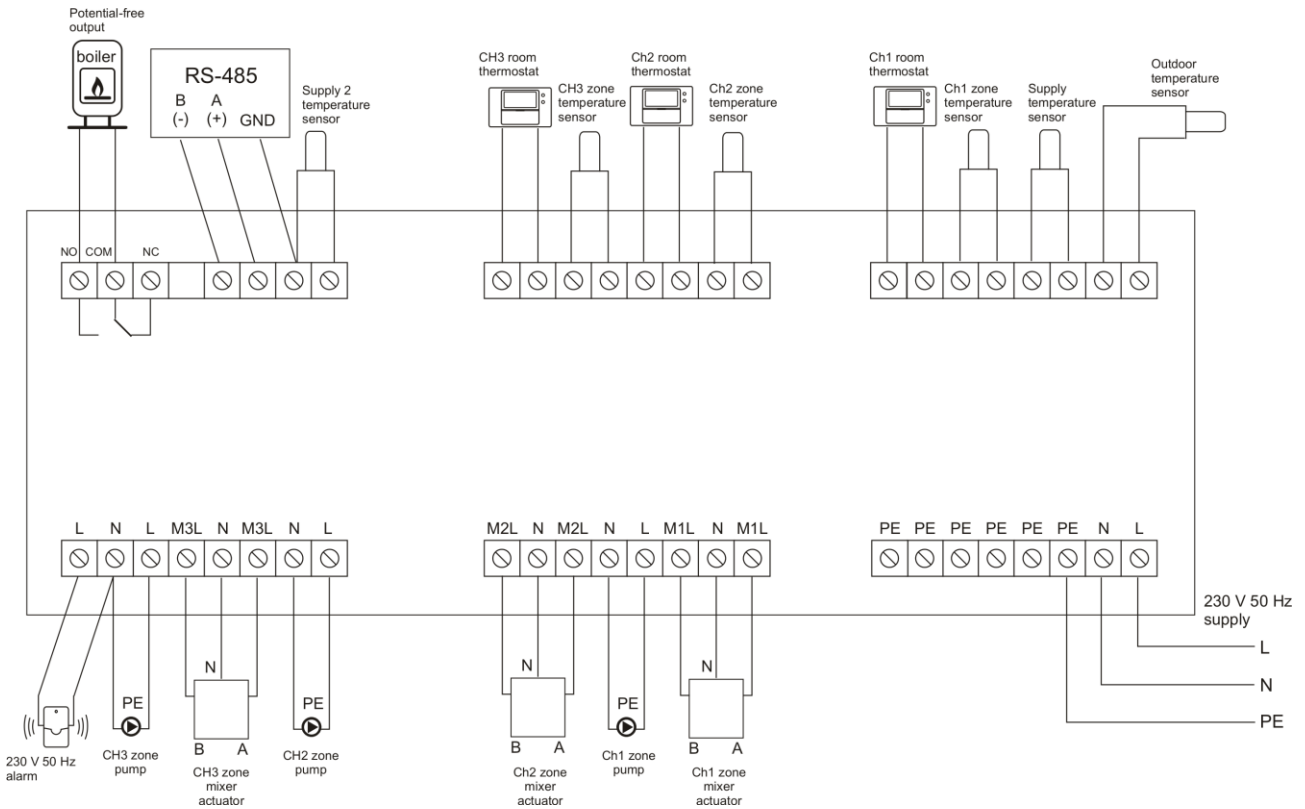 Potential-free
output
boiler
RS-485
B A
(-) (+) GND
Supply 2
temperature
sensor
CH3 room
thermostat
CH3 zone
temperature
sensor
Ch2 room
thermostat
Ch2 zone
temperature
sensor
Ch1 room
thermostat
Ch1 zone
temperature
sensor
Supply
temperature
sensor
Outdoor
temperature
sensor
NO COM NC
L N L M3L N M3L N L
M2L N M2L N L M1L N M1L
PE PE PE PE PE PE N L
230 V 50 Hz
supply
L
N
PE
230 V 50 Hz
alarm
PE
CH3 zone
pump
N
B A
CH3 zone
mixer
actuator
PE
CH2 zone
pump
N
B A
Ch2 zone
mixer
actuator
PE
Ch1 zone
pump
N
B A
Ch1 zone
mixer
actuator